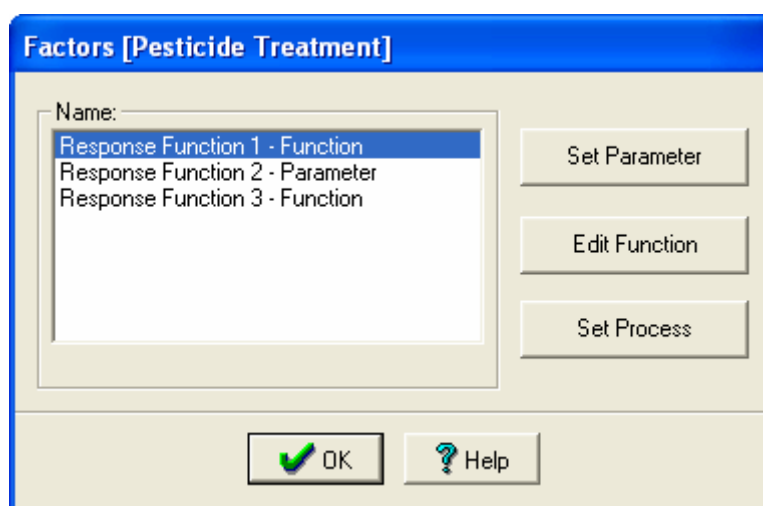 Factors [Pesticide Treatment]
Name:
Response Function 1 - Function
Response Function 2 - Parameter
Response Function 3 - Function
Set Parameter
Edit Function
Set Process
OK
Help